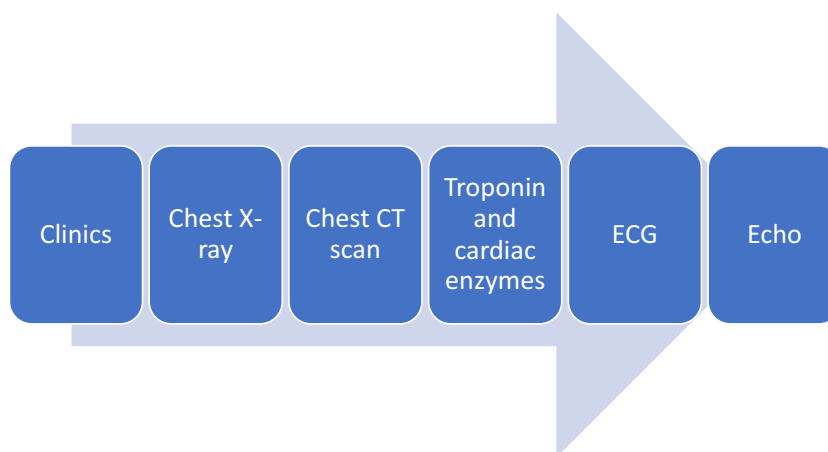 Clinics
Chest X-
ray
Chest CT
scan
Troponin
and
cardiac
enzymes
ECG
Echo